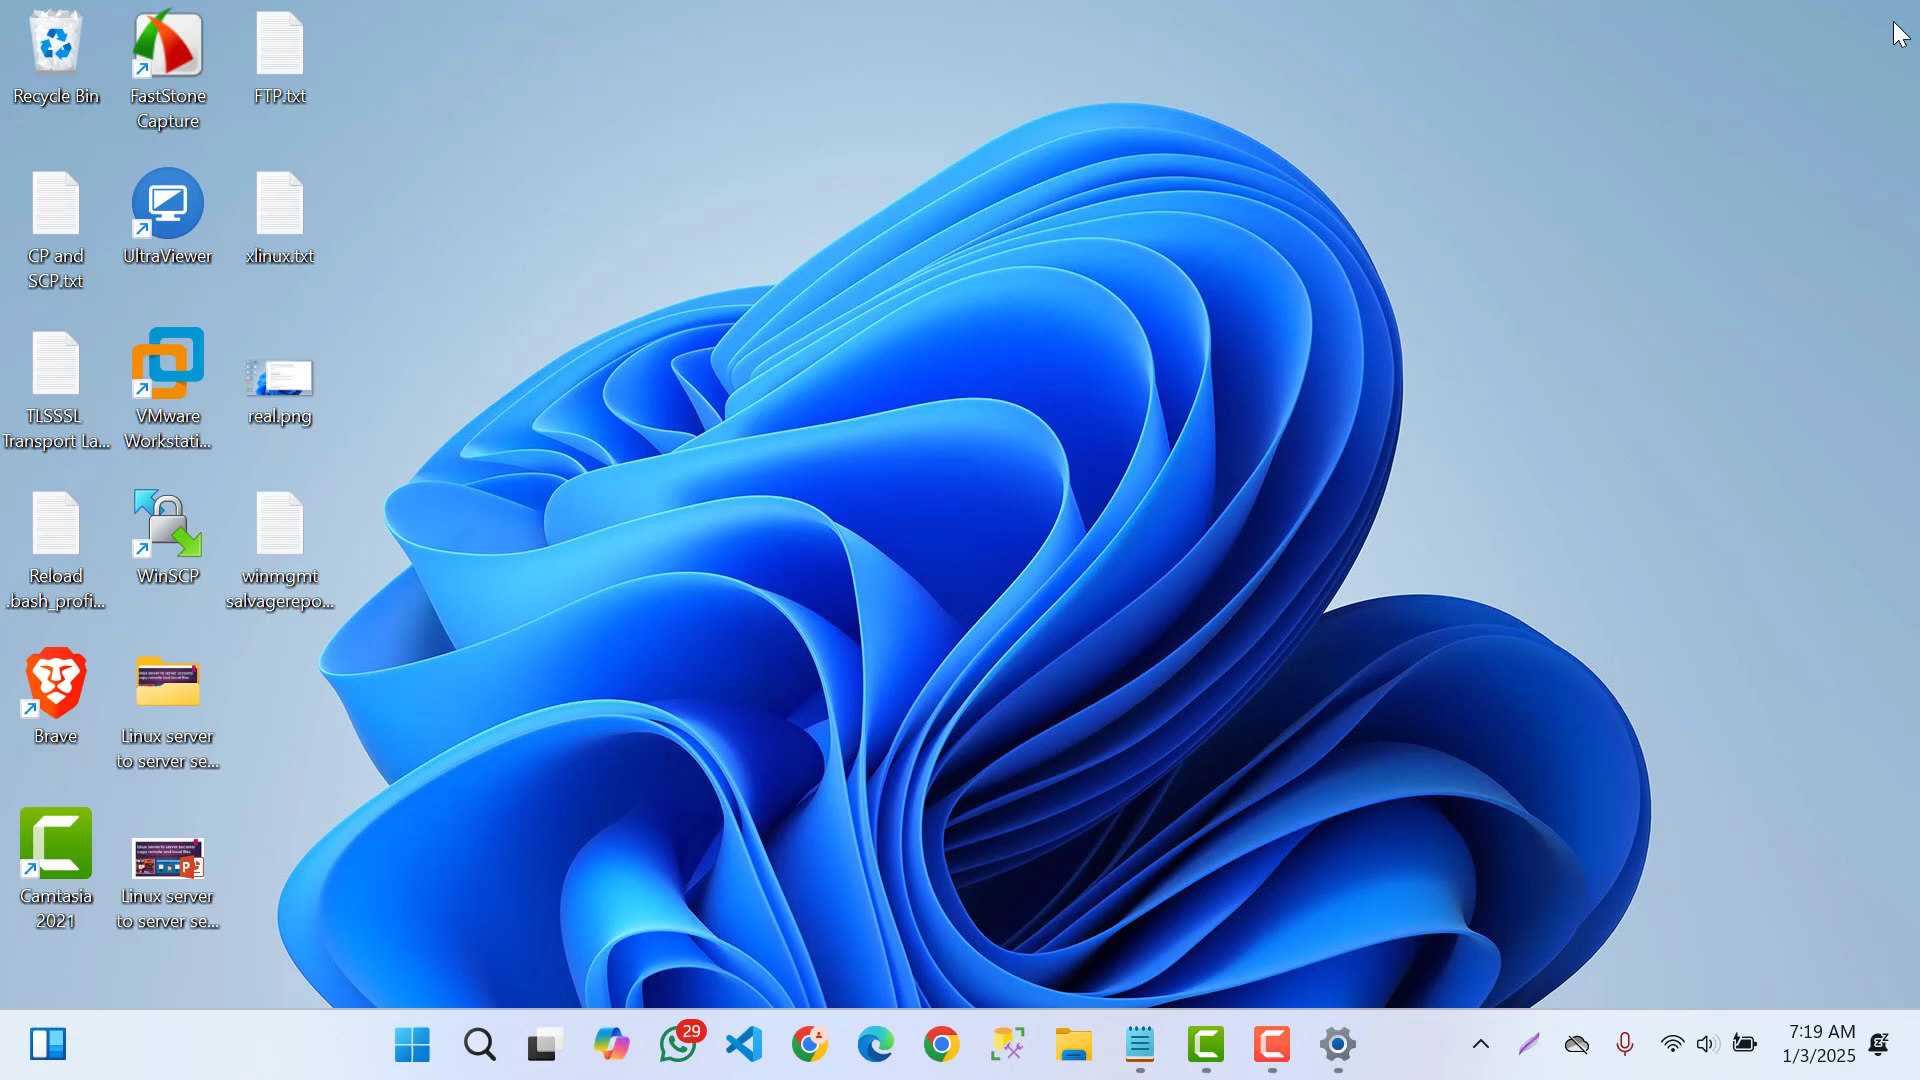 Recycle Bin
FastStone
Capture
FTP.txt
CP and
SCP.txt
UltraViewer
xlinux.txt
TLSSSL
Transport La...
VMware
Workstati...
real.png
Reload
.bash_profi...
WinSCP
winmgmt
salvagerepo...
Brave
Linux server
to server se...
Camtasia
2021
Linux server
to server se...
29
7:19 AM
1/3/2025